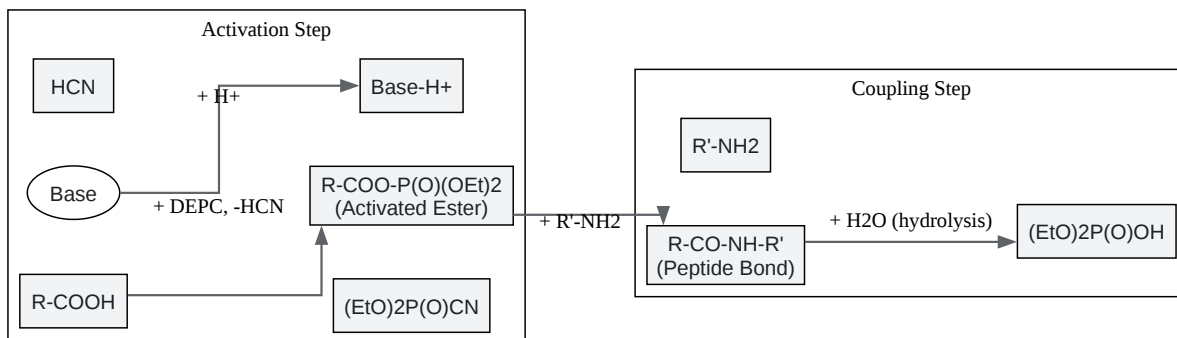 Activation Step
HCN
+ H+
Base-H+
Base
+ DEPC, -HCN
R-COO-P(O)(OEt)2
(Activated Ester)
R-COOH
(EtO)2P(O)CN
+ R'-NH2
Coupling Step
R'-NH2
R-CO-NH-R'
(Peptide Bond)
+ H2O (hydrolysis)
(EtO)2P(O)OH